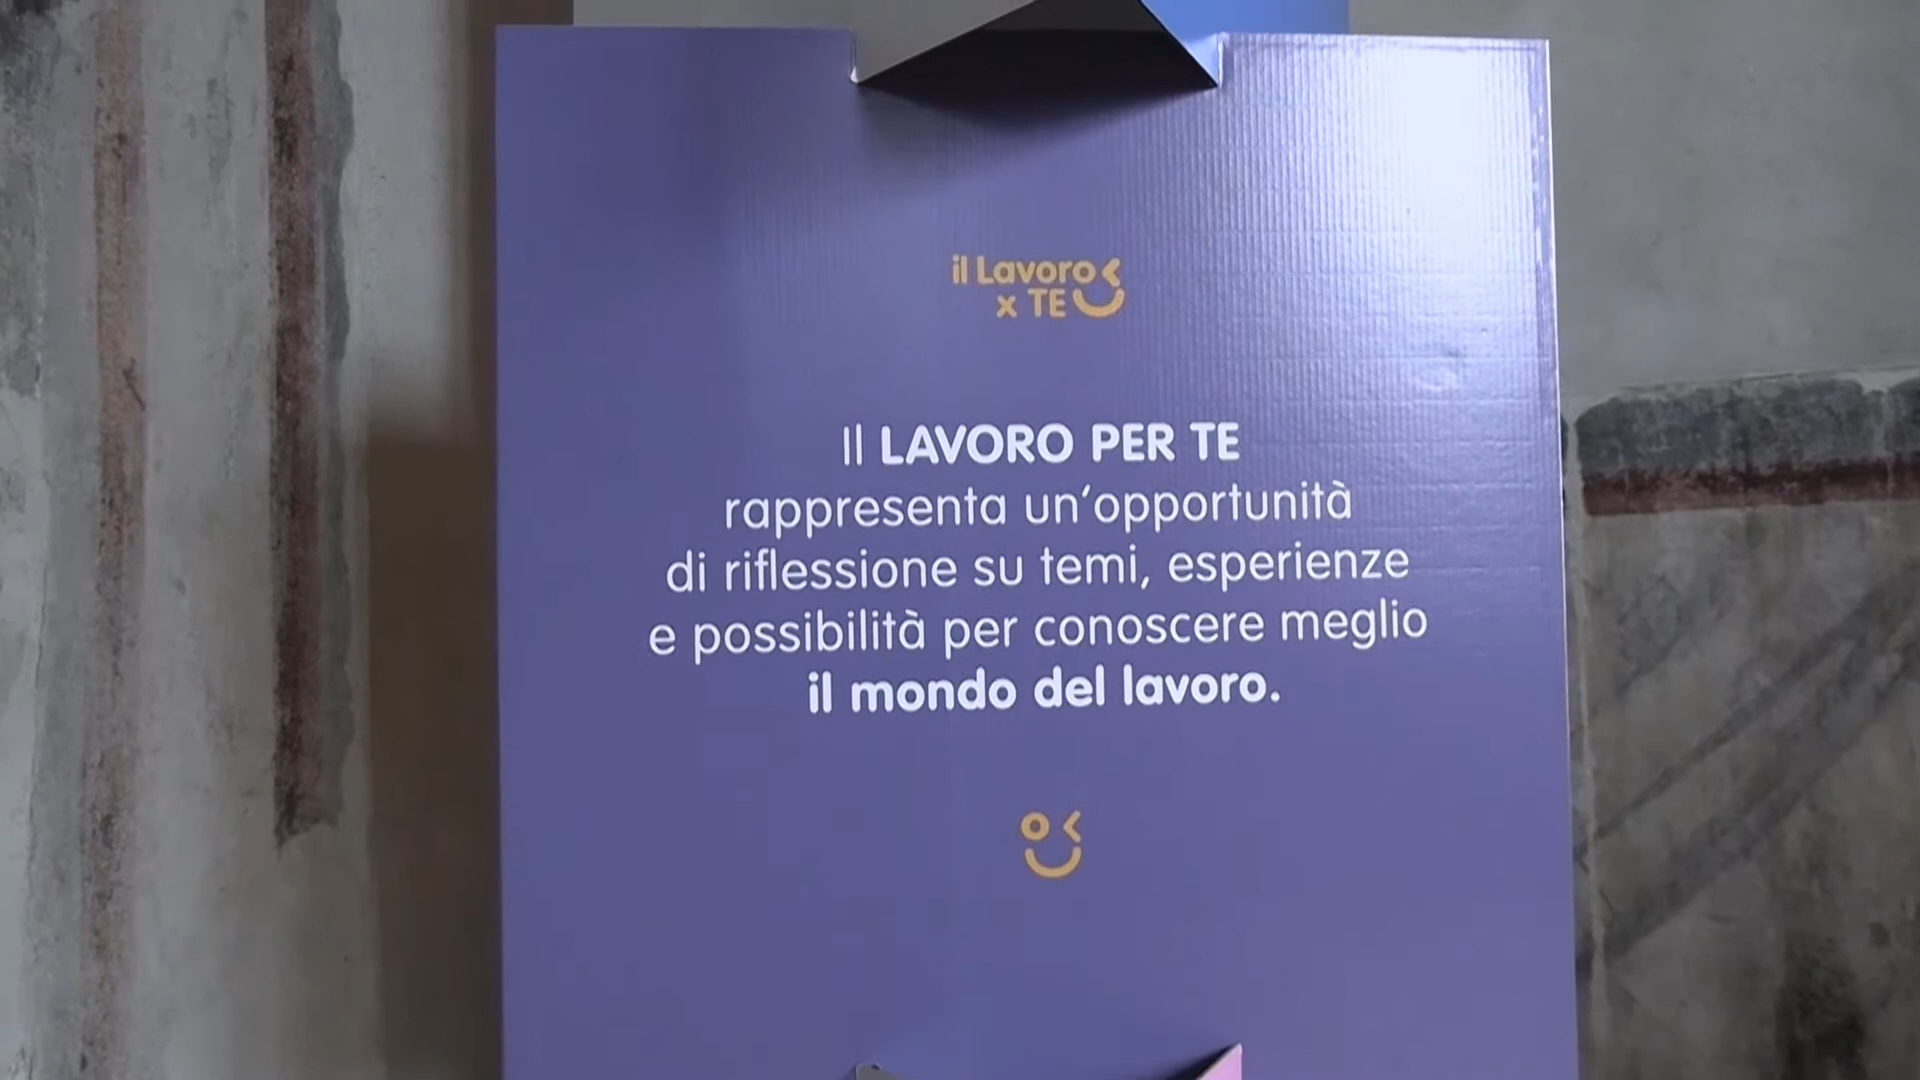 il Lavoro
x TE
Il LAVORO PER TE
rappresenta un'opportunità
di riflessione su temi, esperienze
e possibilità per conoscere meglio
il mondo del lavoro.